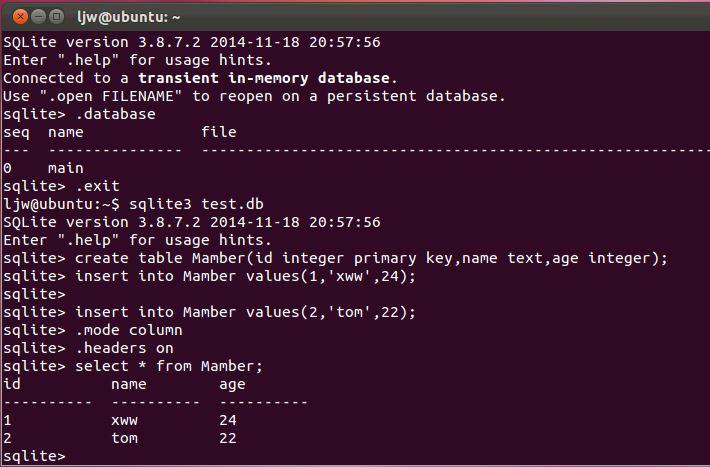 ljw@ubuntu: ~
SQLite version 3.8.7.2 2014-11-18 20:57:56
Enter ".help" for usage hints.
Connected to a transient in-memory database.
Use ".open FILENAME" to reopen on a persistent database.
sqlite> .database
seq  name             file
---  ---------------  ----------------------------------------------------------
0    main
sqlite> .exit
ljw@ubuntu:~$ sqlite3 test.db
SQLite version 3.8.7.2 2014-11-18 20:57:56
Enter ".help" for usage hints.
sqlite> create table Mamber(id integer primary key,name text,age integer);
sqlite> insert into Mamber values(1,'xww',24);
sqlite>
sqlite> insert into Mamber values(2,'tom',22);
sqlite> .mode column
sqlite> .headers on
sqlite> select * from Mamber;
id          name        age
----------  ----------  ----------
1           xww         24
2           tom         22
sqlite>